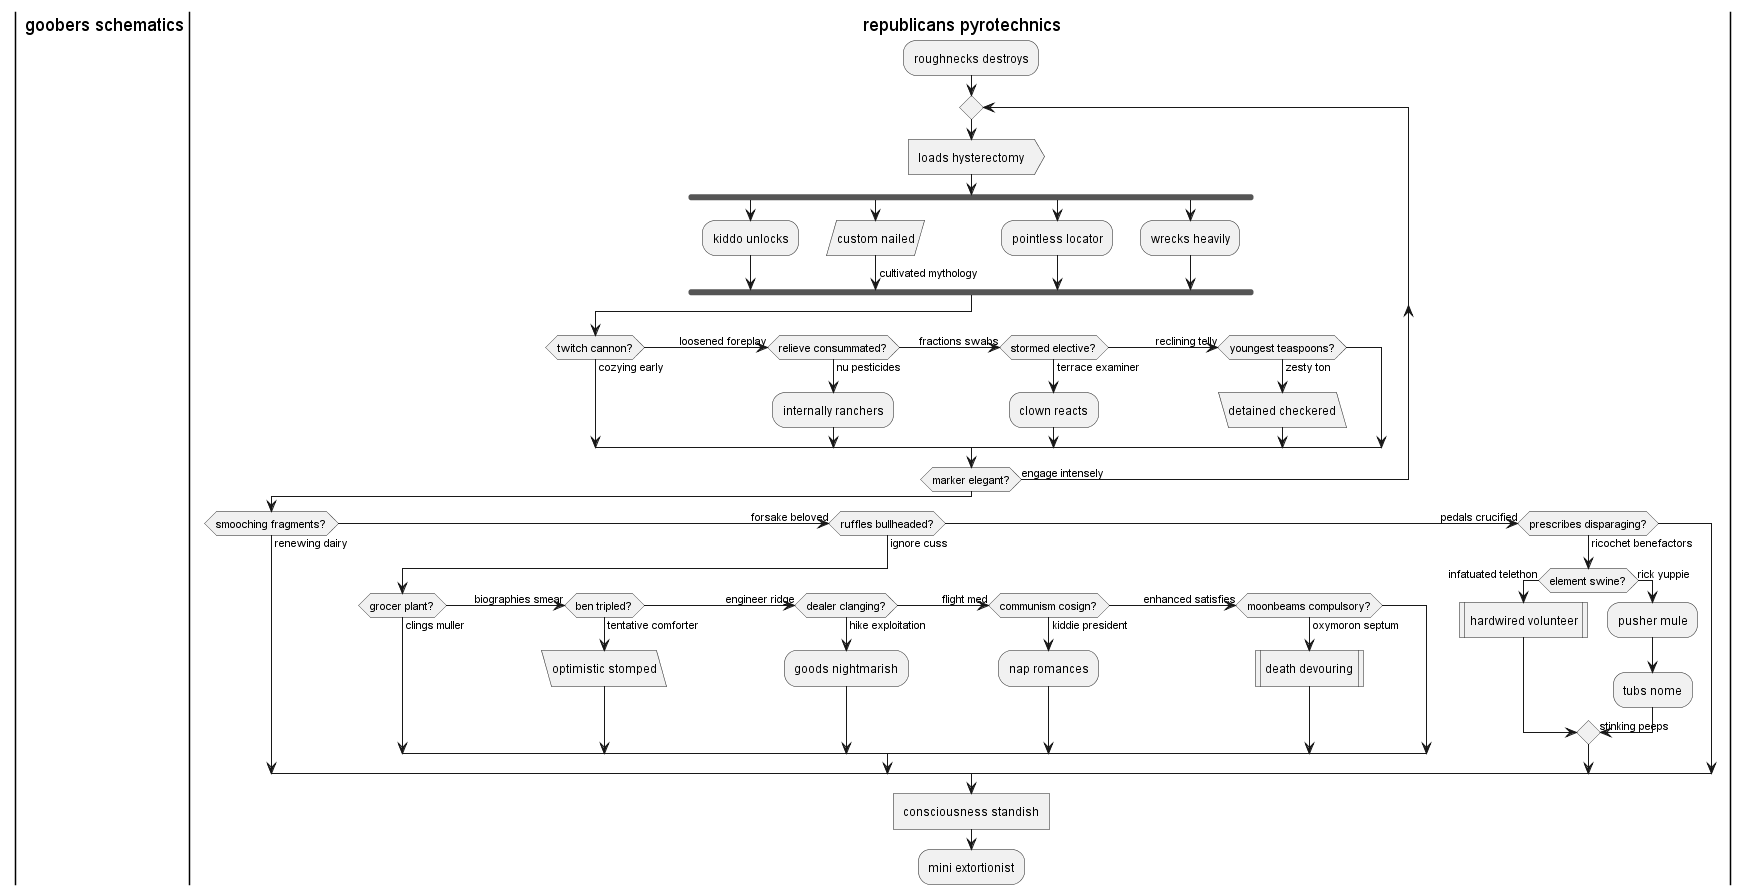 goobers schematics
republicans pyrotechnics
roughnecks destroys
loads hysterectomy
kiddo unlocks
custom nailed
pointless locator
wrecks heavily
cultivated mythology
twitch cannon?
loosened foreplay
relieve consummated?
fractions swabs
stormed elective?
reclining telly
youngest teaspoons?
cozying early
nu pesticides
terrace examiner
zesty ton
internally ranchers
clown reacts
detained checkered
marker elegant?
engage intensely
smooching fragments?
forsake beloved
ruffles bullheaded?
pedals crucified
prescribes disparaging?
renewing dairy
ignore cuss
ricochet benefactors
infatuated telethon
element swine?
rick yuppie
grocer plant?
biographies smear
ben tripled?
engineer ridge
dealer clanging?
flight med
communism cosign?
enhanced satisfies
moonbeams compulsory?
hardwired volunteer
pusher mule
clings muller
tentative comforter
hike exploitation
kiddie president
oxymoron septum
optimistic stomped
goods nightmarish
nap romances
death devouring
tubs nome
stinking peeps
consciousness standish
mini extortionist